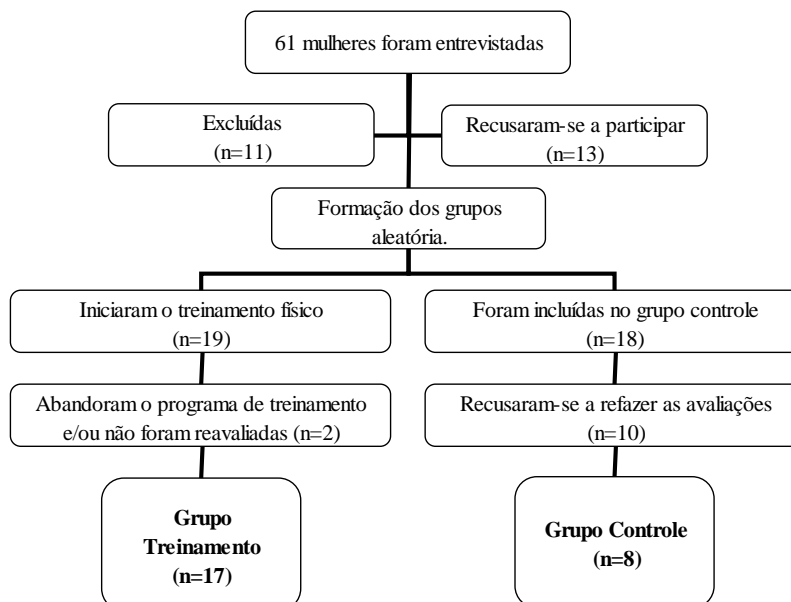 61 mulheres foram entrevistadas
Excluídas
(n=11)
Recusaram-se a participar
(n=13)
Formação dos grupos
aleatória.
Iniciaram o treinamento físico
(n=19)
Foram incluídas no grupo controle
(n=18)
Abandoram o programa de treinamento
e/ou não foram reavaliadas (n=2)
Recusaram-se a refazer as avaliações
(n=10)
Grupo
Treinamento
(n=17)
Grupo Controle
(n=8)